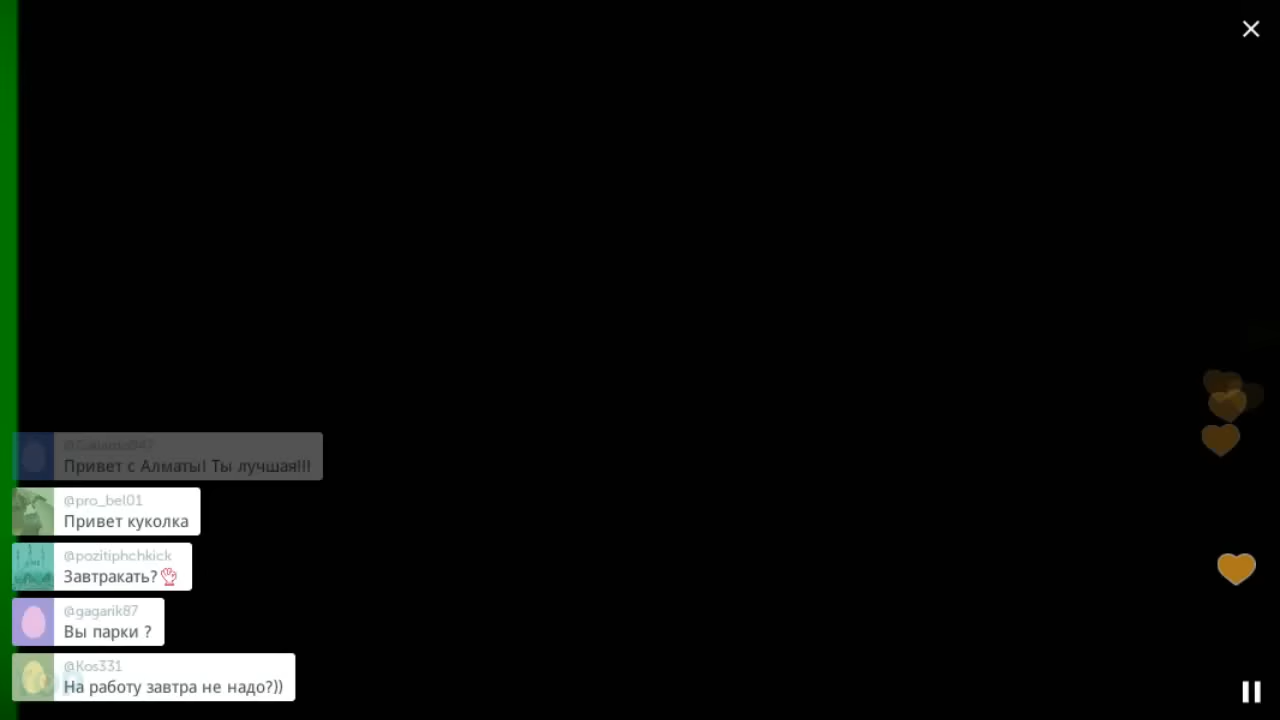 Привет с Алматы! Ты лучшая!!!
@pro_bel01
Привет куколка
@pozitiphchkick
Завтракать?
@gagarik87
Вы парки ?
@Kos331
На работу завтра не надо?))